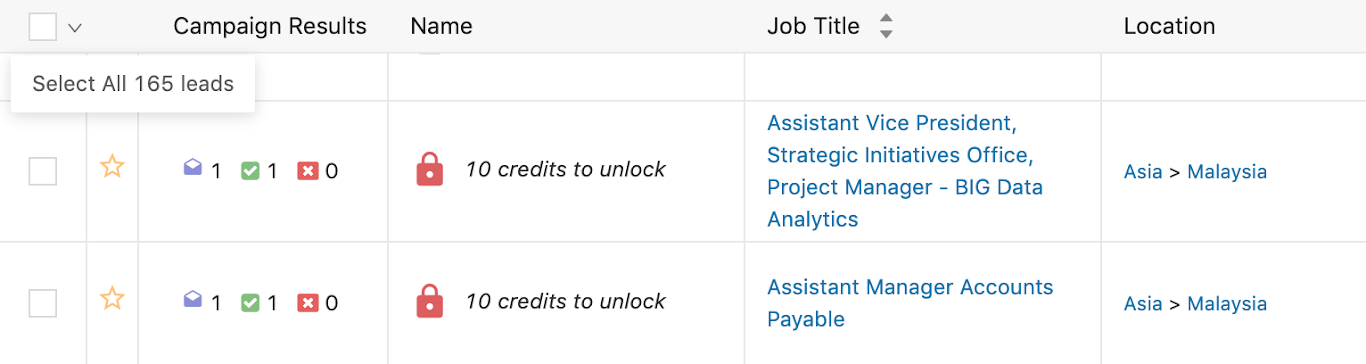 Campaign Results Name Job Title Location
Select All 165 leads
Assistant Vice President,
Strategic Initiatives Office,
Project Manager - BIG Data
Analytics
1 1 0 10 credits to unlock Asia > Malaysia
Assistant Manager Accounts
Payable
1 1 0 10 credits to unlock Asia > Malaysia